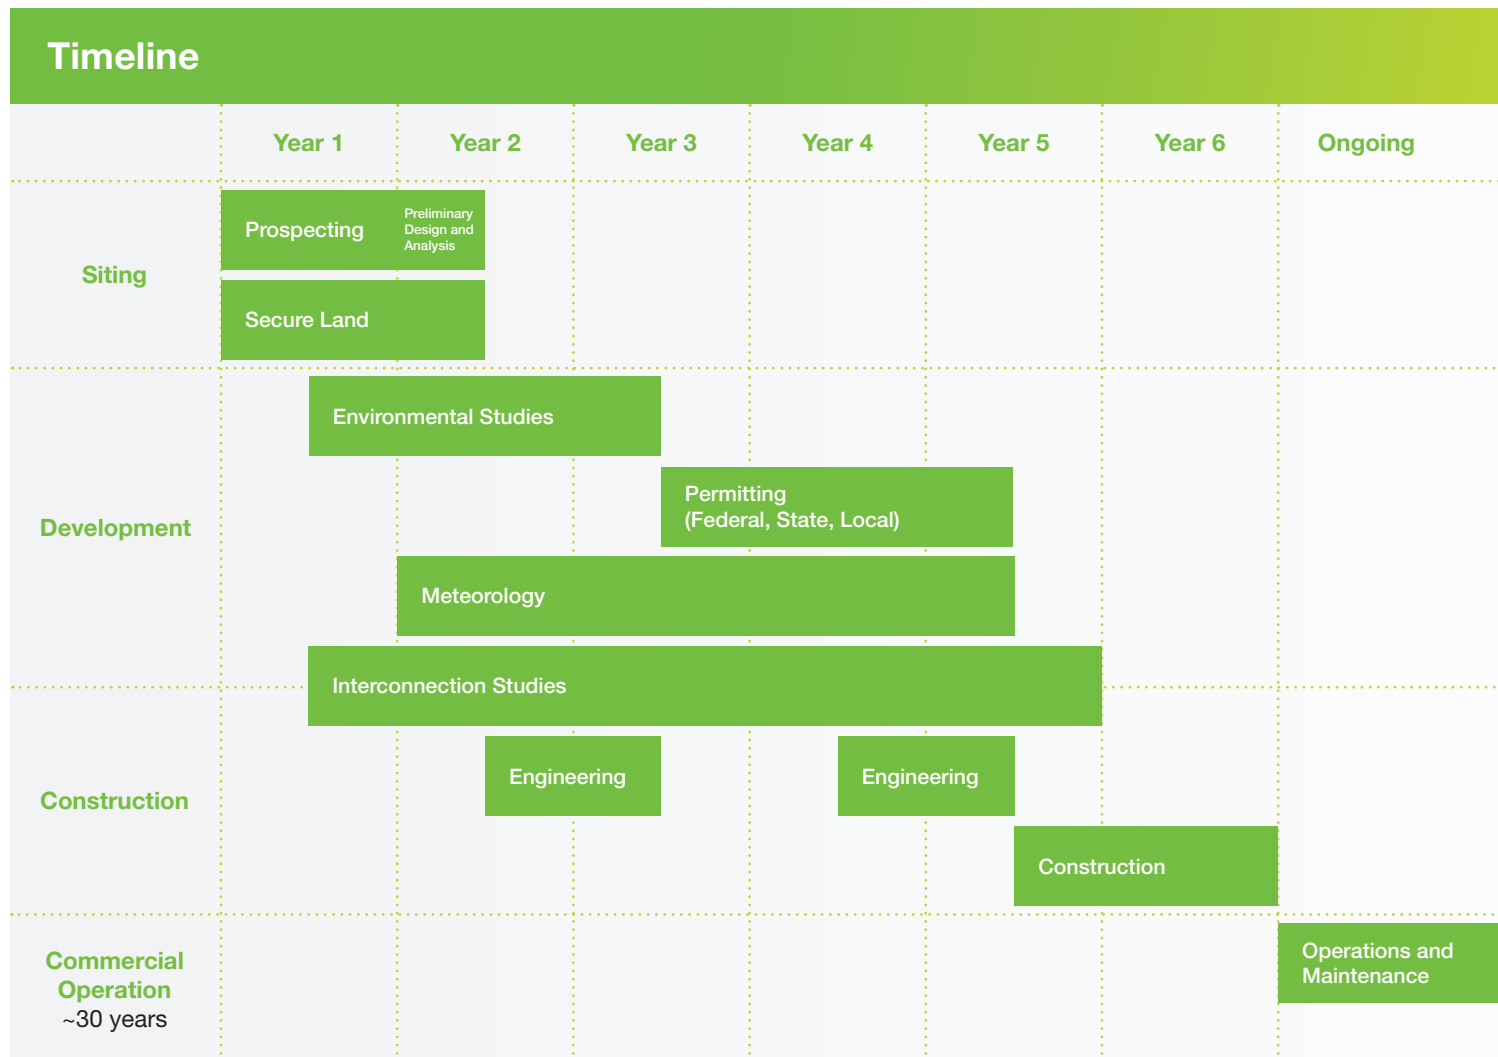 Timeline
Year 1
Year 2
Year 3
Year 4
Year 5
Year 6
Ongoing
Siting
Prospecting
Preliminary
Design and
Analysis
Secure Land
Development
Environmental Studies
Permitting
(Federal, State, Local)
Meteorology
Interconnection Studies
Construction
Engineering
Engineering
Construction
Commercial
Operation
~30 years
Operations and
Maintenance